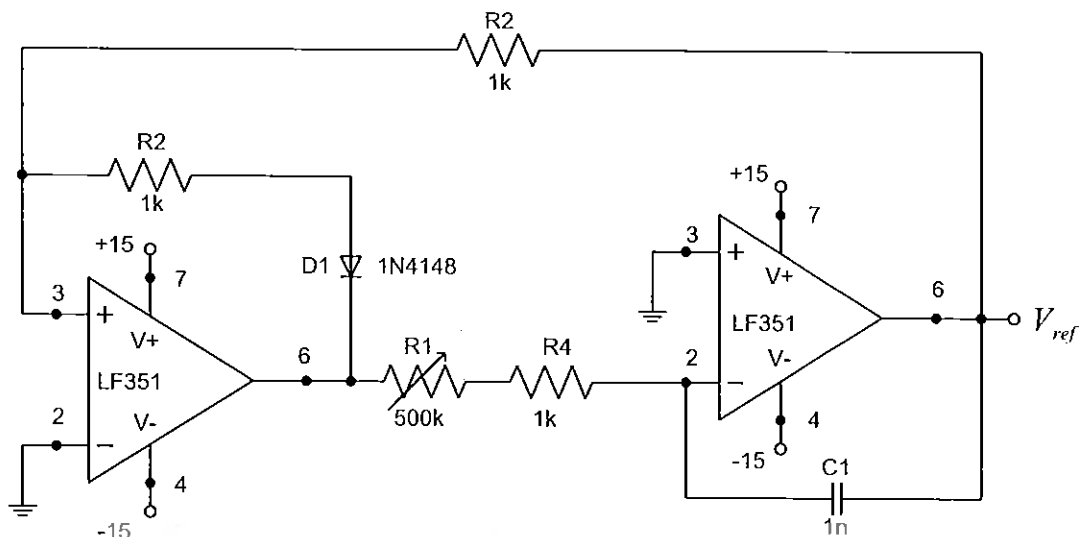 R2
1k
R2
1k
+15
7
3
+
V+
LF351
V-
2
−
4
-15
D1
1N4148
6
R1
500k
R4
1k
+15
7
3
+
V+
LF351
V-
2
−
4
-15
6
Vref
C1
1n